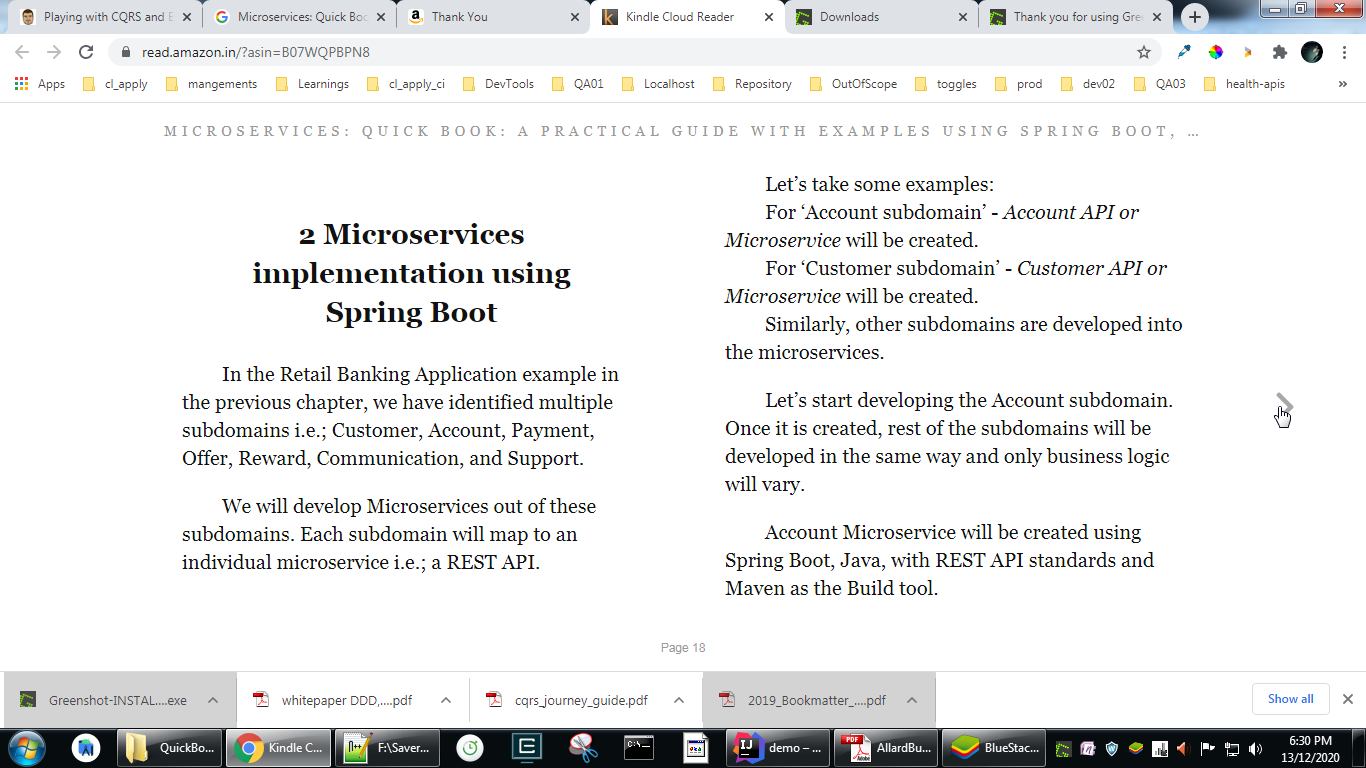 Playing with CQRS and E
Microservices: Quick Boo
Thank You
Kindle Cloud Reader
Downloads
Thank you for using Gre
read.amazon.in/?asin=B07WQPBPN8
Apps
cl_apply
mangements
Learnings
cl_apply_ci
DevTools
QA01
Localhost
Repository
OutOfScope
toggles
prod
dev02
QA03
health-apis
»
MICROSERVICES: QUICK BOOK: A PRACTICAL GUIDE WITH EXAMPLES USING SPRING BOOT, ...
2 Microservices
implementation using
Spring Boot
In the Retail Banking Application example in
the previous chapter, we have identified multiple
subdomains i.e.; Customer, Account, Payment,
Offer, Reward, Communication, and Support.
We will develop Microservices out of these
subdomains. Each subdomain will map to an
individual microservice i.e.; a REST API.
Let’s take some examples:
For ‘Account subdomain’ - Account API or
Microservice will be created.
For ‘Customer subdomain’ - Customer API or
Microservice will be created.
Similarly, other subdomains are developed into
the microservices.
Let’s start developing the Account subdomain.
Once it is created, rest of the subdomains will be
developed in the same way and only business logic
will vary.
Account Microservice will be created using
Spring Boot, Java, with REST API standards and
Maven as the Build tool.
Page 18
Greenshot-INSTAL....exe
whitepaper DDD,....pdf
cqrs_journey_guide.pdf
2019_Bookmatter_....pdf
Show all
QuickBo...
Kindle C...
F:\Saver...
demo – ...
AllardBu...
BlueStac...
6:30 PM
13/12/2020